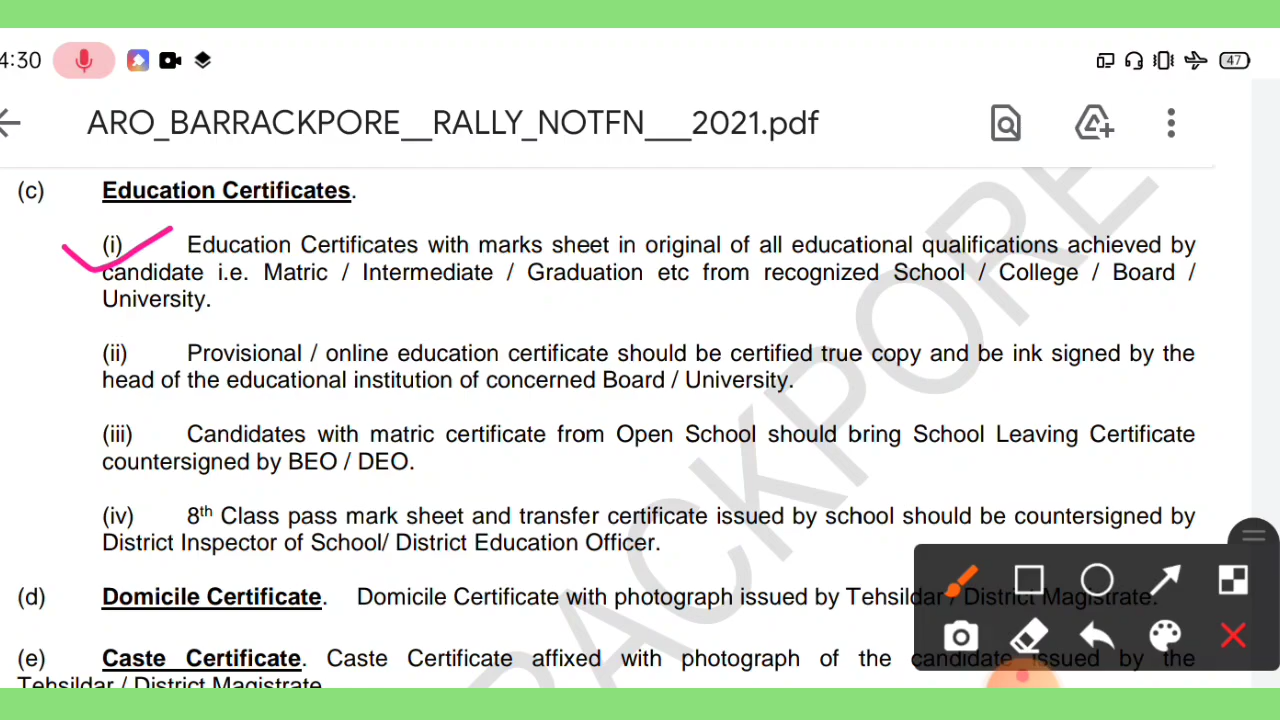 4:30
47
ARO_BARRACKPORE__RALLY_NOTFN___2021.pdf
(c) Education Certificates.
(i) Education Certificates with marks sheet in original of all educational qualifications achieved by
candidate i.e. Matric / Intermediate / Graduation etc from recognized School / College / Board /
University.
(ii) Provisional / online education certificate should be certified true copy and be ink signed by the
head of the educational institution of concerned Board / University.
(iii) Candidates with matric certificate from Open School should bring School Leaving Certificate
countersigned by BEO / DEO.
(iv) 8th Class pass mark sheet and transfer certificate issued by school should be countersigned by
District Inspector of School/ District Education Officer.
(d) Domicile Certificate. Domicile Certificate with photograph issued by Tehsildar / District Magistrate.
(e) Caste Certificate. Caste Certificate affixed with photograph of the candidate issued by the
Tehsildar / District Magistrate
RACKPORE